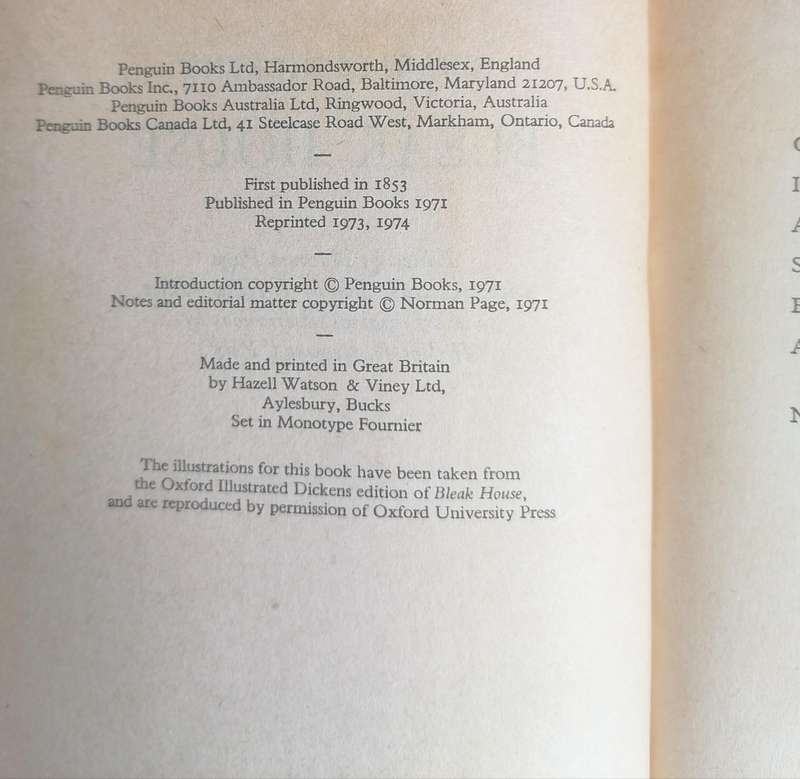 Penguin Books Ltd, Harmondsworth, Middlesex, England
Penguin Books Inc., 7110 Ambassador Road, Baltimore, Maryland 21207, U.S.A.
Penguin Books Australia Ltd, Ringwood, Victoria, Australia
Penguin Books Canada Ltd, 41 Steelcase Road West, Markham, Ontario, Canada
—
First published in 1853
Published in Penguin Books 1971
Reprinted 1973, 1974
—
Introduction copyright © Penguin Books, 1971
Notes and editorial matter copyright © Norman Page, 1971
—
Made and printed in Great Britain
by Hazell Watson & Viney Ltd,
Aylesbury, Bucks
Set in Monotype Fournier
The illustrations for this book have been taken from
the Oxford Illustrated Dickens edition of Bleak House,
and are reproduced by permission of Oxford University Press